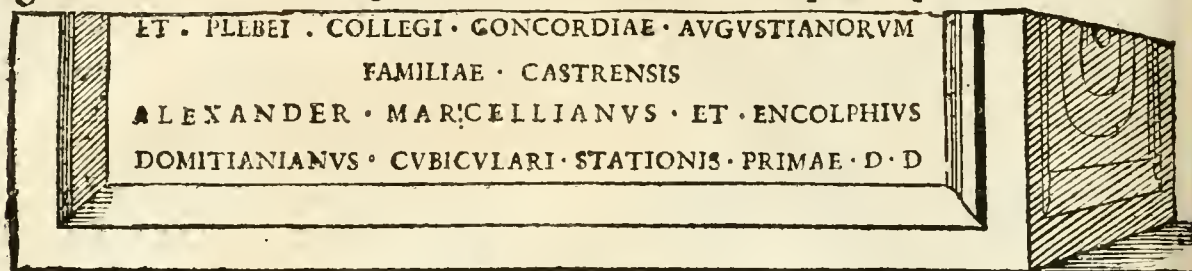 ET . PLEBEI . COLLEGI · CONCORDIAE · AVGVSTIANORVM
FAMILIAE · CASTRENSIS
ALEXANDER · MARCELLIANVS · ET · ENCOLPHIVS
DOMITIANIANVS · CVBICVLARI · STATIONIS · PRIMAE · D · D